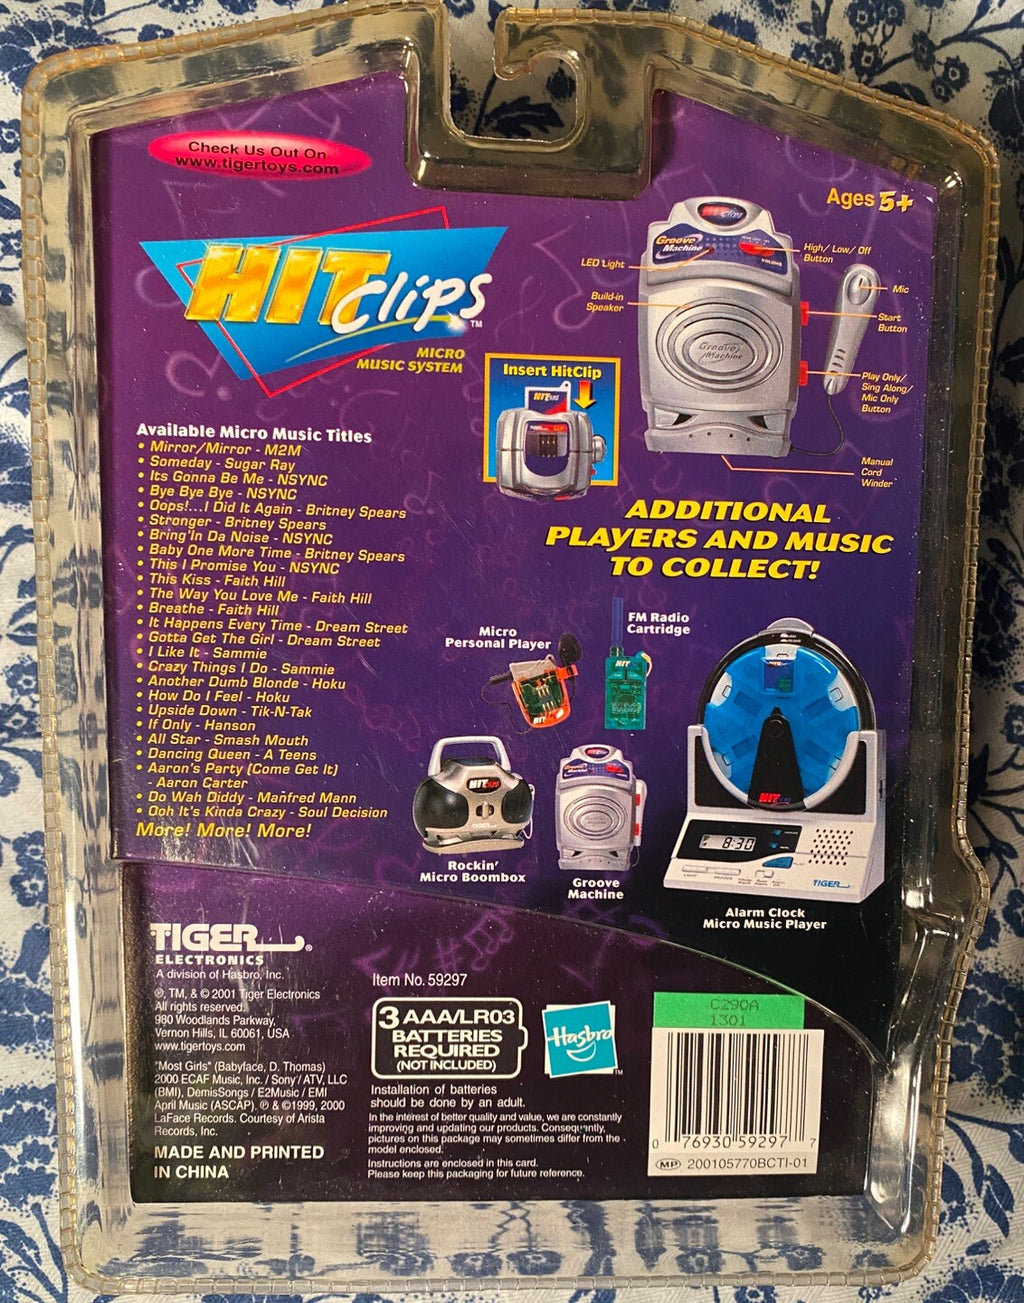 Check Us Out On
www.tigertoys.com
Ages 5+
HIT Clips™
MICRO
MUSIC SYSTEM
Insert HitClip
LED Light
Build-in
Speaker
Groove
Machine
VOLUME
High/ Low/ Off
Button
Mic
Start
Button
Play Only/
Sing Along/
Mic Only
Button
Manual
Cord
Winder
Groove
Machine
Available Micro Music Titles
• Mirror/Mirror - M2M
• Someday - Sugar Ray
• Its Gonna Be Me - NSYNC
• Bye Bye Bye - NSYNC
• Oops!...I Did It Again - Britney Spears
• Stronger - Britney Spears
• Bring'In Da Noise - NSYNC
• Baby One More Time - Britney Spears
• This I Promise You - NSYNC
• This Kiss - Faith Hill
• The Way You Love Me - Faith Hill
• Breathe - Faith Hill
• It Happens Every Time - Dream Street
• Gotta Get The Girl - Dream Street
• I Like It - Sammie
• Crazy Things I Do - Sammie
• Another Dumb Blonde - Hoku
• How Do I Feel - Hoku
• Upside Down - Tik-N-Tak
• If Only - Hanson
• All Star - Smash Mouth
• Dancing Queen - A Teens
• Aaron's Party (Come Get It)
Aaron Carter
• Do Wah Diddy - Manfred Mann
• Ooh It's Kinda Crazy - Soul Decision
More! More! More!
ADDITIONAL
PLAYERS AND MUSIC
TO COLLECT!
Micro
Personal Player
FM Radio
Cartridge
HIT
HIT
HIT
HIT
8:30
TIGER
Rockin'
Micro Boombox
Groove
Machine
Alarm Clock
Micro Music Player
TIGER®
ELECTRONICS
A division of Hasbro, Inc.
®, TM, & © 2001 Tiger Electronics
All rights reserved.
980 Woodlands Parkway,
Vernon Hills, IL 60061, USA
www.tigertoys.com
"Most Girls" (Babyface, D. Thomas)
2000 ECAF Music, Inc. / Sony / ATV, LLC
(BMI), DemisSongs / E2Music / EMI
April Music (ASCAP). ℗ & ©1999, 2000
LaFace Records. Courtesy of Arista
Records, Inc.
MADE AND PRINTED
IN CHINA
Item No. 59297
3 AAA/LR03
BATTERIES
REQUIRED
(NOT INCLUDED)
Installation of batteries
should be done by an adult.
In the interest of better quality and value, we are constantly
improving and updating our products. Consequently,
pictures on this package may sometimes differ from the
model enclosed.
Instructions are enclosed in this card.
Please keep this packaging for future reference.
Hasbro™
C290A
1301
0 76930 59297 7
MP 200105770BCTI-01